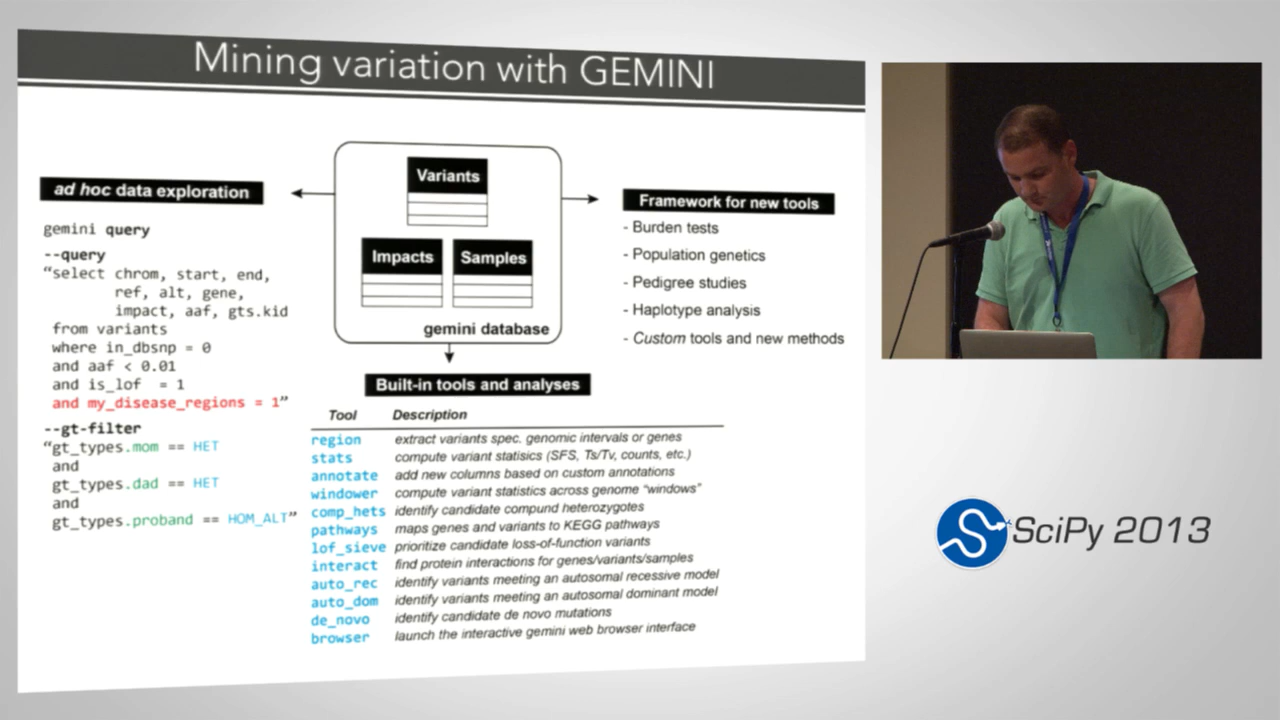 Mining variation with GEMINI
ad hoc data exploration
gemini query
--query
“select chrom, start, end,
ref, alt, gene,
impact, aaf, gts.kid
from variants
where in_dbsnp = 0
and aaf < 0.01
and is_lof = 1
and my_disease_regions = 1”
--gt-filter
“gt_types.mom == HET
and
gt_types.dad == HET
and
gt_types.proband == HOM_ALT”
Variants
Impacts
Samples
gemini database
Framework for new tools
- Burden tests
- Population genetics
- Pedigree studies
- Haplotype analysis
- Custom tools and new methods
Built-in tools and analyses
Tool Description
region extract variants spec. genomic intervals or genes
stats compute variant statisics (SFS, Ts/Tv, counts, etc.)
annotate add new columns based on custom annotations
windower compute variant statistics across genome “windows”
comp_hets identify candidate compund heterozygotes
pathways maps genes and variants to KEGG pathways
lof_sieve prioritize candidate loss-of-function variants
interact find protein interactions for genes/variants/samples
auto_rec identify variants meeting an autosomal recessive model
auto_dom identify variants meeting an autosomal dominant model
de_novo identify candidate de novo mutations
browser launch the interactive gemini web browser interface
SciPy 2013